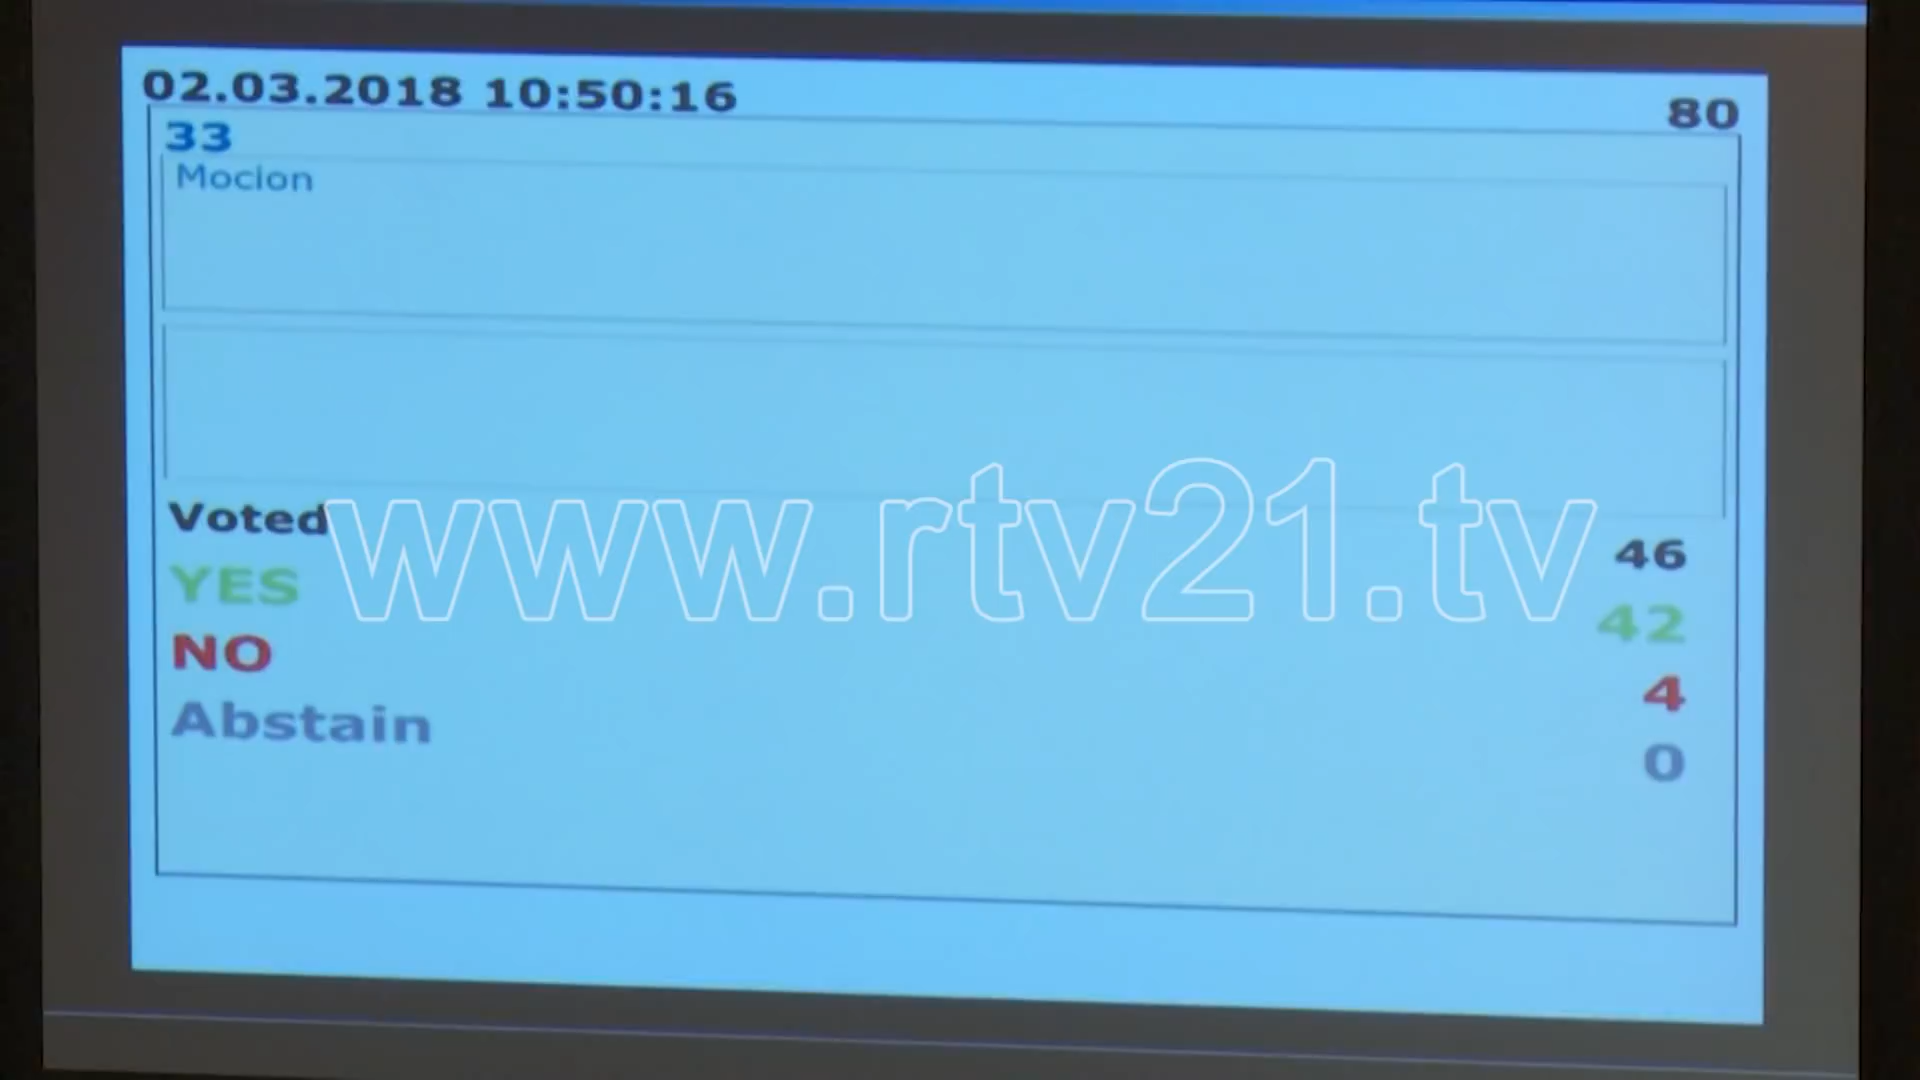 02.03.2018 10:50:16 80
33
Mocion
Voted 46
YES 42
NO 4
Abstain 0
www.rtv21.tv